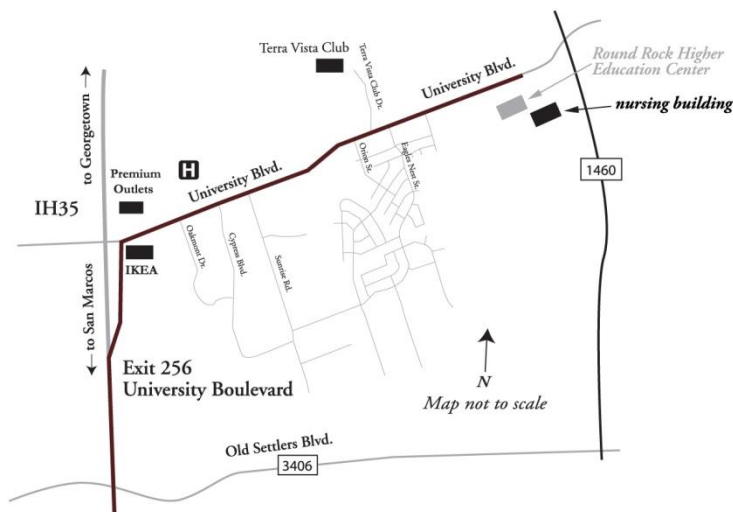 Terra Vista Club
Terra Vista Club Dr.
University Blvd.
Round Rock Higher
Education Center
nursing building
to Georgetown
Premium
Outlets
H
University Blvd.
Orion St.
Eagles Nest St.
1460
IH35
IKEA
Oakmont Dr.
Cypress Blvd.
Sunrise Rd.
to San Marcos
Exit 256
University Boulevard
N
Map not to scale
Old Settlers Blvd.
3406